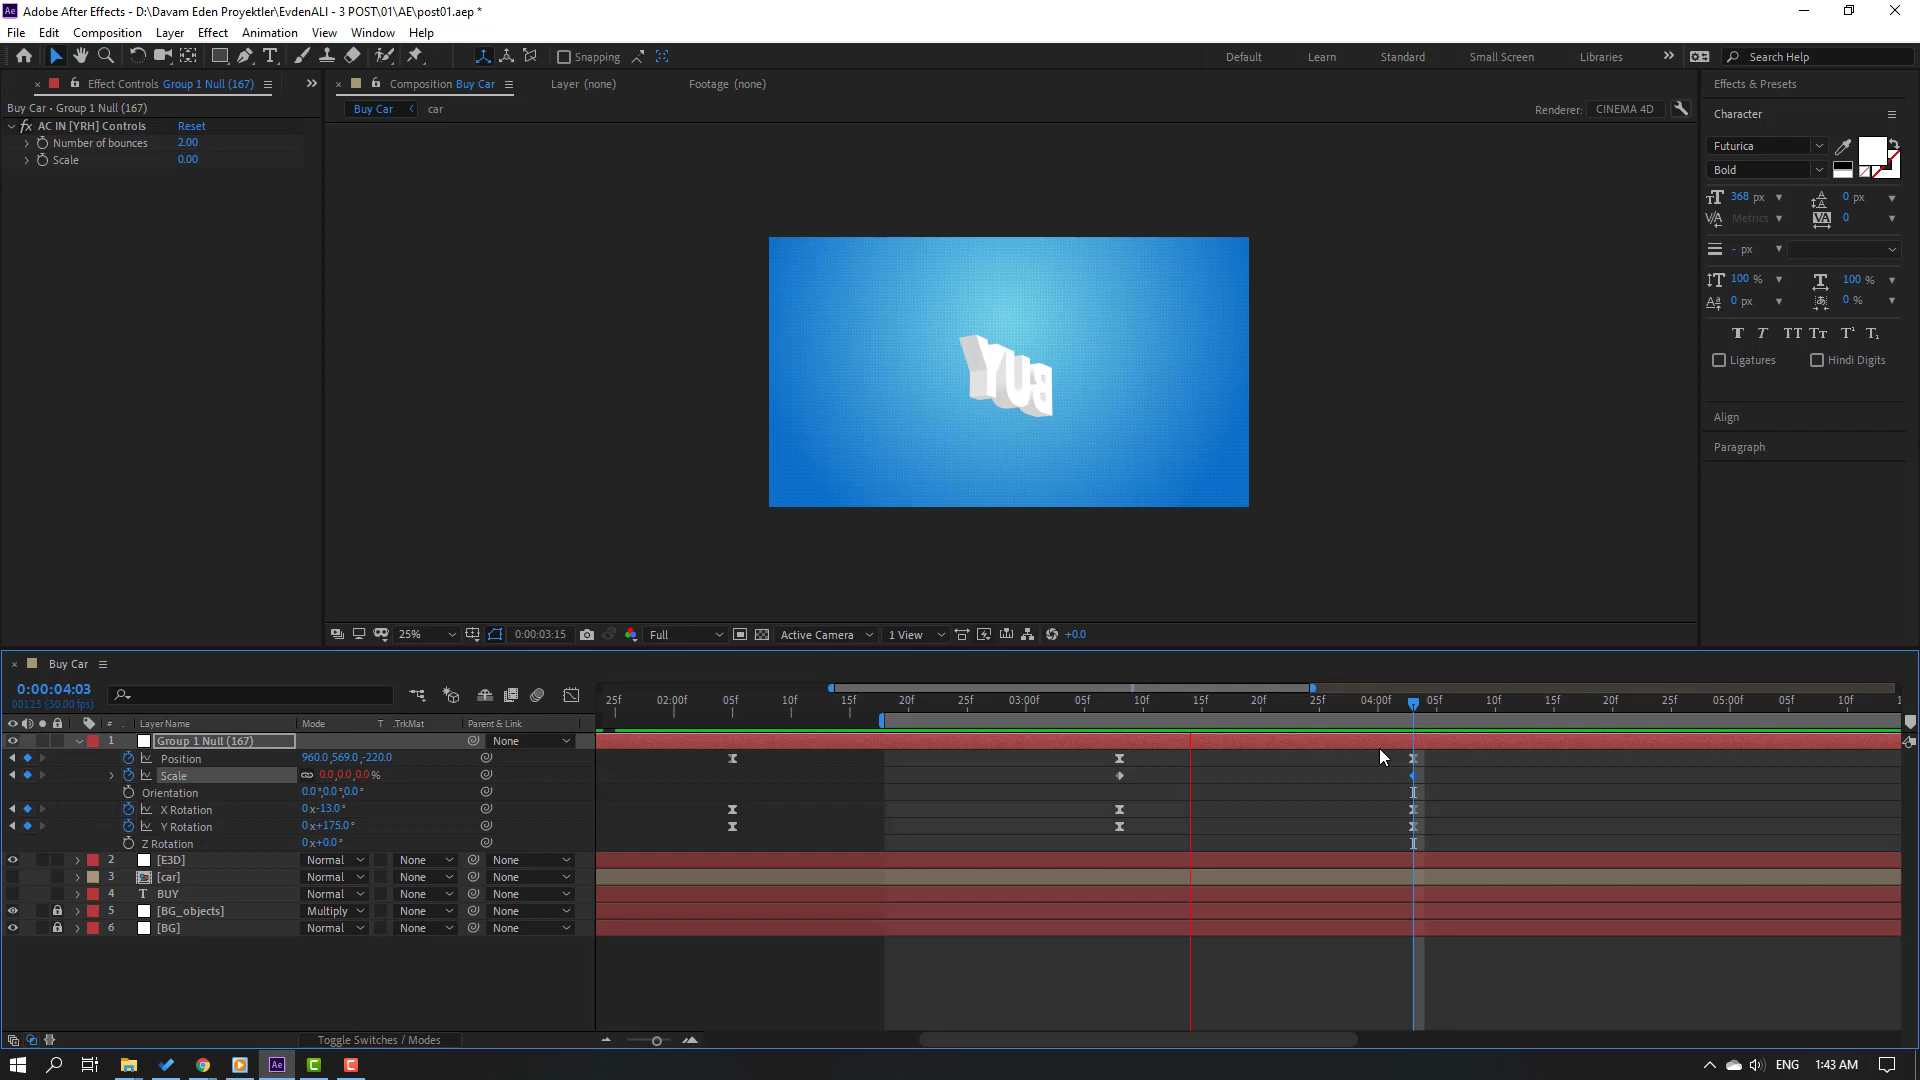 Adobe After Effects - D:\Davam Eden Proyektler\EvdenALI - 3 POST\01\AE\post01.aep *
File Edit Composition Layer Effect Animation View Window Help
Snapping Default Learn Standard Small Screen Libraries Search Help
Effect Controls Group 1 Null (167) Composition Buy Car Layer (none) Footage (none) Effects & Presets
Buy Car • Group 1 Null (167) Buy Car car Renderer: CINEMA 4D Character
fx AC IN [YRH] Controls Reset
Number of bounces 2.00
Scale 0.00
Futurica
Bold
368 px 0 px
Metrics 0
- px
100 % 100 %
0 px 0 %
Ligatures Hindi Digits
Align
Paragraph
BUY
25% 0:00:03:15 Full Active Camera 1 View +0.0
Buy Car
0:00:04:03
00123 (30.00 fps)
25f 02:00f 05f 10f 15f 20f 25f 03:00f 05f 10f 15f 20f 25f 04:00f 05f 10f 15f 20f 25f 05:00f 05f 10f 1
# Layer Name Mode T .TrkMat Parent & Link
1 Group 1 Null (167) None
Position 960.0,569.0,-220.0
Scale 0.0,0.0,0.0 %
Orientation 0.0°,0.0°,0.0°
X Rotation 0x-13.0°
Y Rotation 0x+175.0°
Z Rotation 0x+0.0°
2 [E3D] Normal None None
3 [car] Normal None None
4 T BUY Normal None None
5 [BG_objects] Multiply None None
6 [BG] Normal None None
Toggle Switches / Modes
Ae ENG 1:43 AM